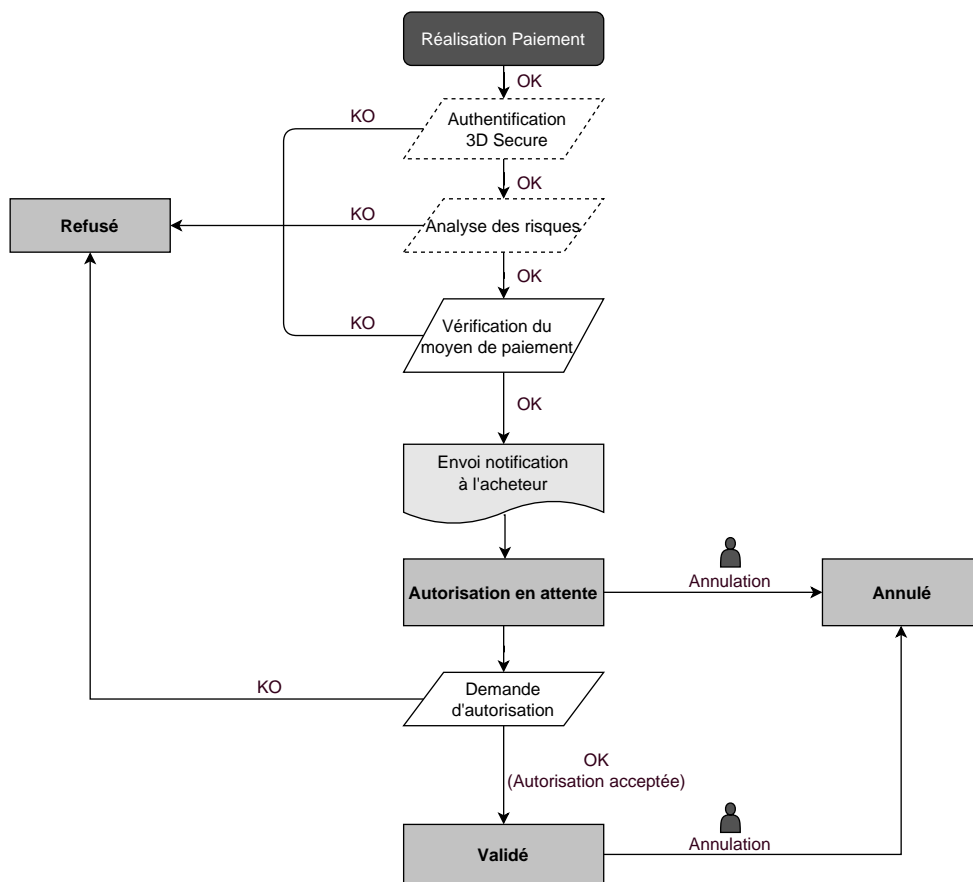 Réalisation Paiement
OK
KO
Authentification
3D Secure
OK
Refusé
KO
Analyse des risques
OK
KO
Vérification du
moyen de paiement
OK
Envoi notification
à l'acheteur
Autorisation en attente
Annulation
Annulé
KO
Demande
d'autorisation
OK
(Autorisation acceptée)
Validé
Annulation